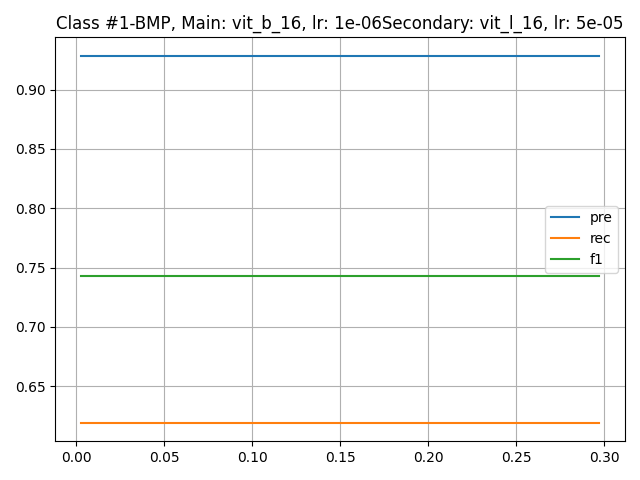 Class #1-BMP, Main: vit_b_16, lr: 1e-06Secondary: vit_l_16, lr: 5e-05
0.90
0.85
0.80
0.75
0.70
0.65
pre
rec
f1
0.00 0.05 0.10 0.15 0.20 0.25 0.30